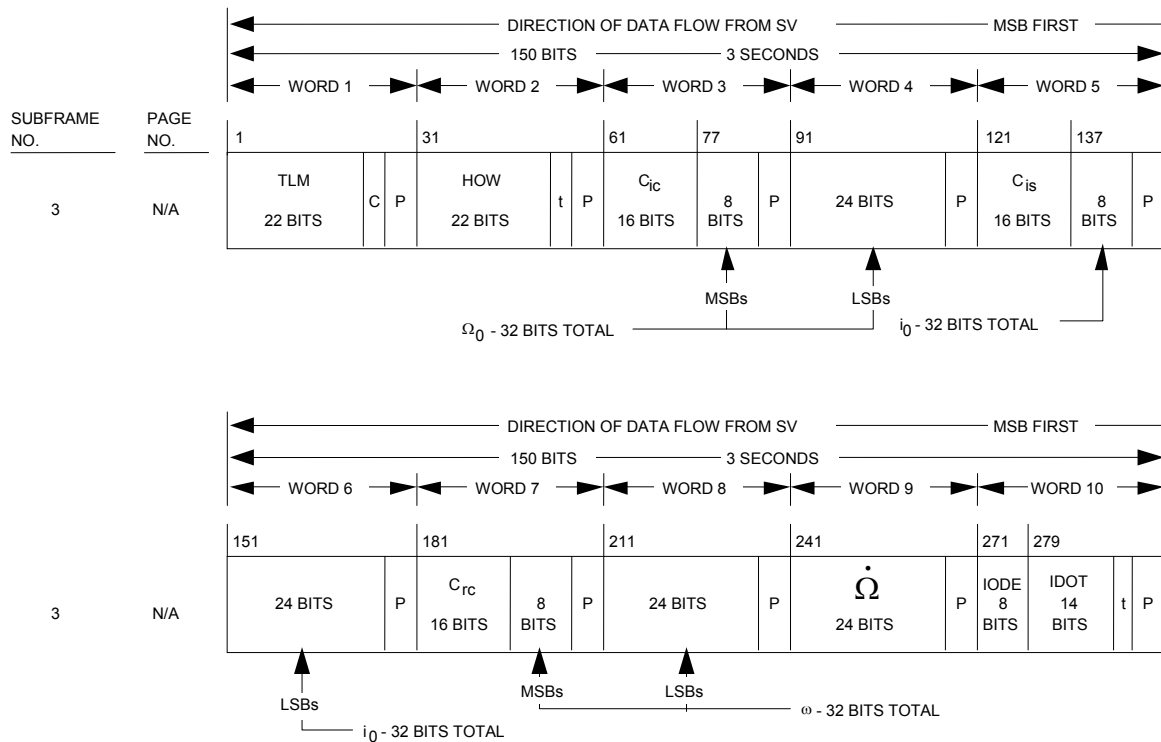 DIRECTION OF DATA FLOW FROM SV MSB FIRST
150 BITS 3 SECONDS
WORD 1 WORD 2 WORD 3 WORD 4 WORD 5
SUBFRAME NO. PAGE NO.
1 31 61 77 91 121 137
3 N/A
TLM 22 BITS C P HOW 22 BITS t P Cic 16 BITS 8 BITS P 24 BITS P Cis 16 BITS 8 BITS P
MSBs LSBs
Ω0 - 32 BITS TOTAL i0 - 32 BITS TOTAL
DIRECTION OF DATA FLOW FROM SV MSB FIRST
150 BITS 3 SECONDS
WORD 6 WORD 7 WORD 8 WORD 9 WORD 10
151 181 211 241 271 279
3 N/A
24 BITS P Crc 16 BITS 8 BITS P 24 BITS P Ω̇ 24 BITS P IODE 8 BITS IDOT 14 BITS t P
LSBs MSBs LSBs
ω - 32 BITS TOTAL
i0 - 32 BITS TOTAL